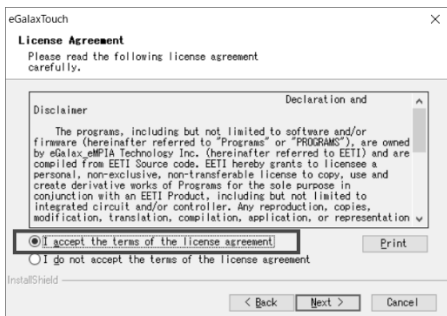 eGalaxTouch
License Agreement
Please read the following license agreement
carefully.
Declaration and
Disclaimer
The programs, including but not limited to software and/or
firmware (hereinafter referred to "Programs" or "PROGRAMS"), are owned
by eGalax_eMPIA Technology Inc. (hereinafter referred to EETI) and are
compiled from EETI Source code. EETI hereby grants to licensee a
personal, non-exclusive, non-transferable license to copy, use and
create derivative works of Programs for the sole purpose in
conjunction with an EETI Product, including but not limited to
integrated circuit and/or controller. Any reproduction, copies,
modification, translation, compilation, application, or representation
I accept the terms of the license agreement
Print
I do not accept the terms of the license agreement
InstallShield
< Back Next > Cancel